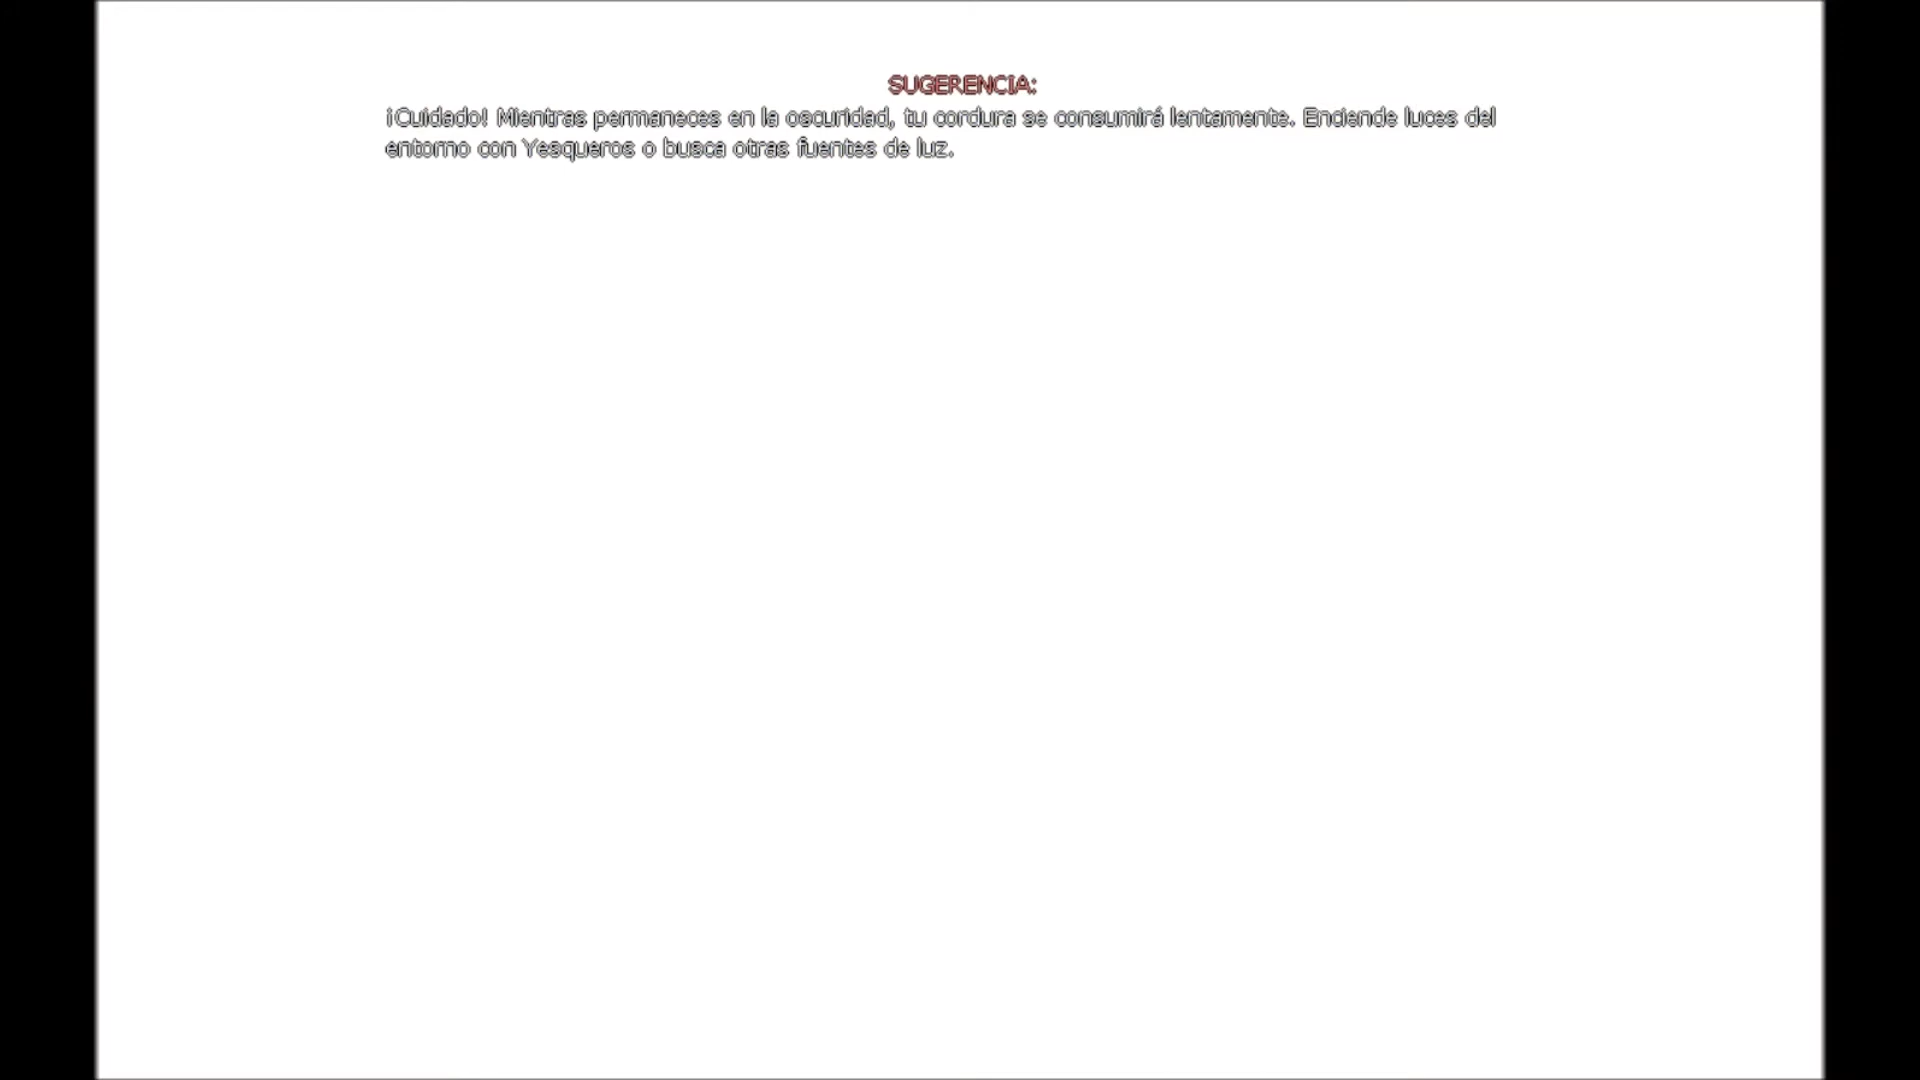 SUGERENCIA:
¡Cuidado! Mientras permaneces en la oscuridad, tu cordura se consumirá lentamente. Enciende luces del
entorno con Yesqueros o busca otras fuentes de luz.